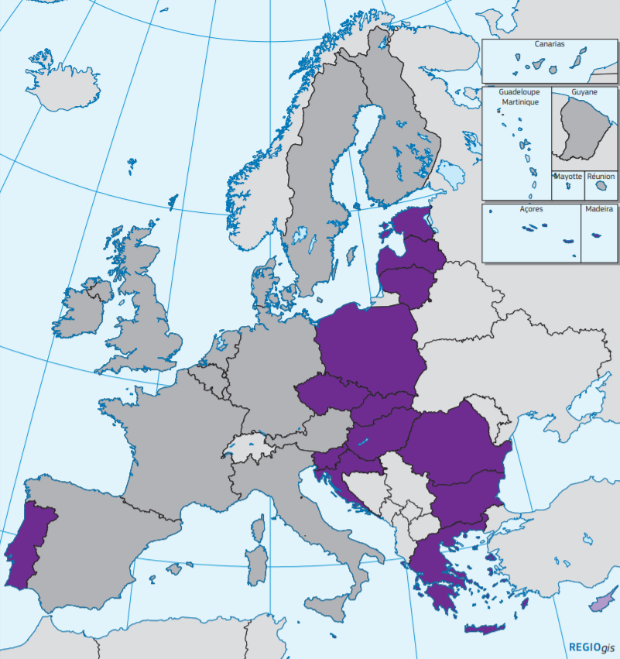 Canarias
Guadeloupe
Martinique
Guyane
Mayotte
Réunion
Açores
Madeira
REGIOgis